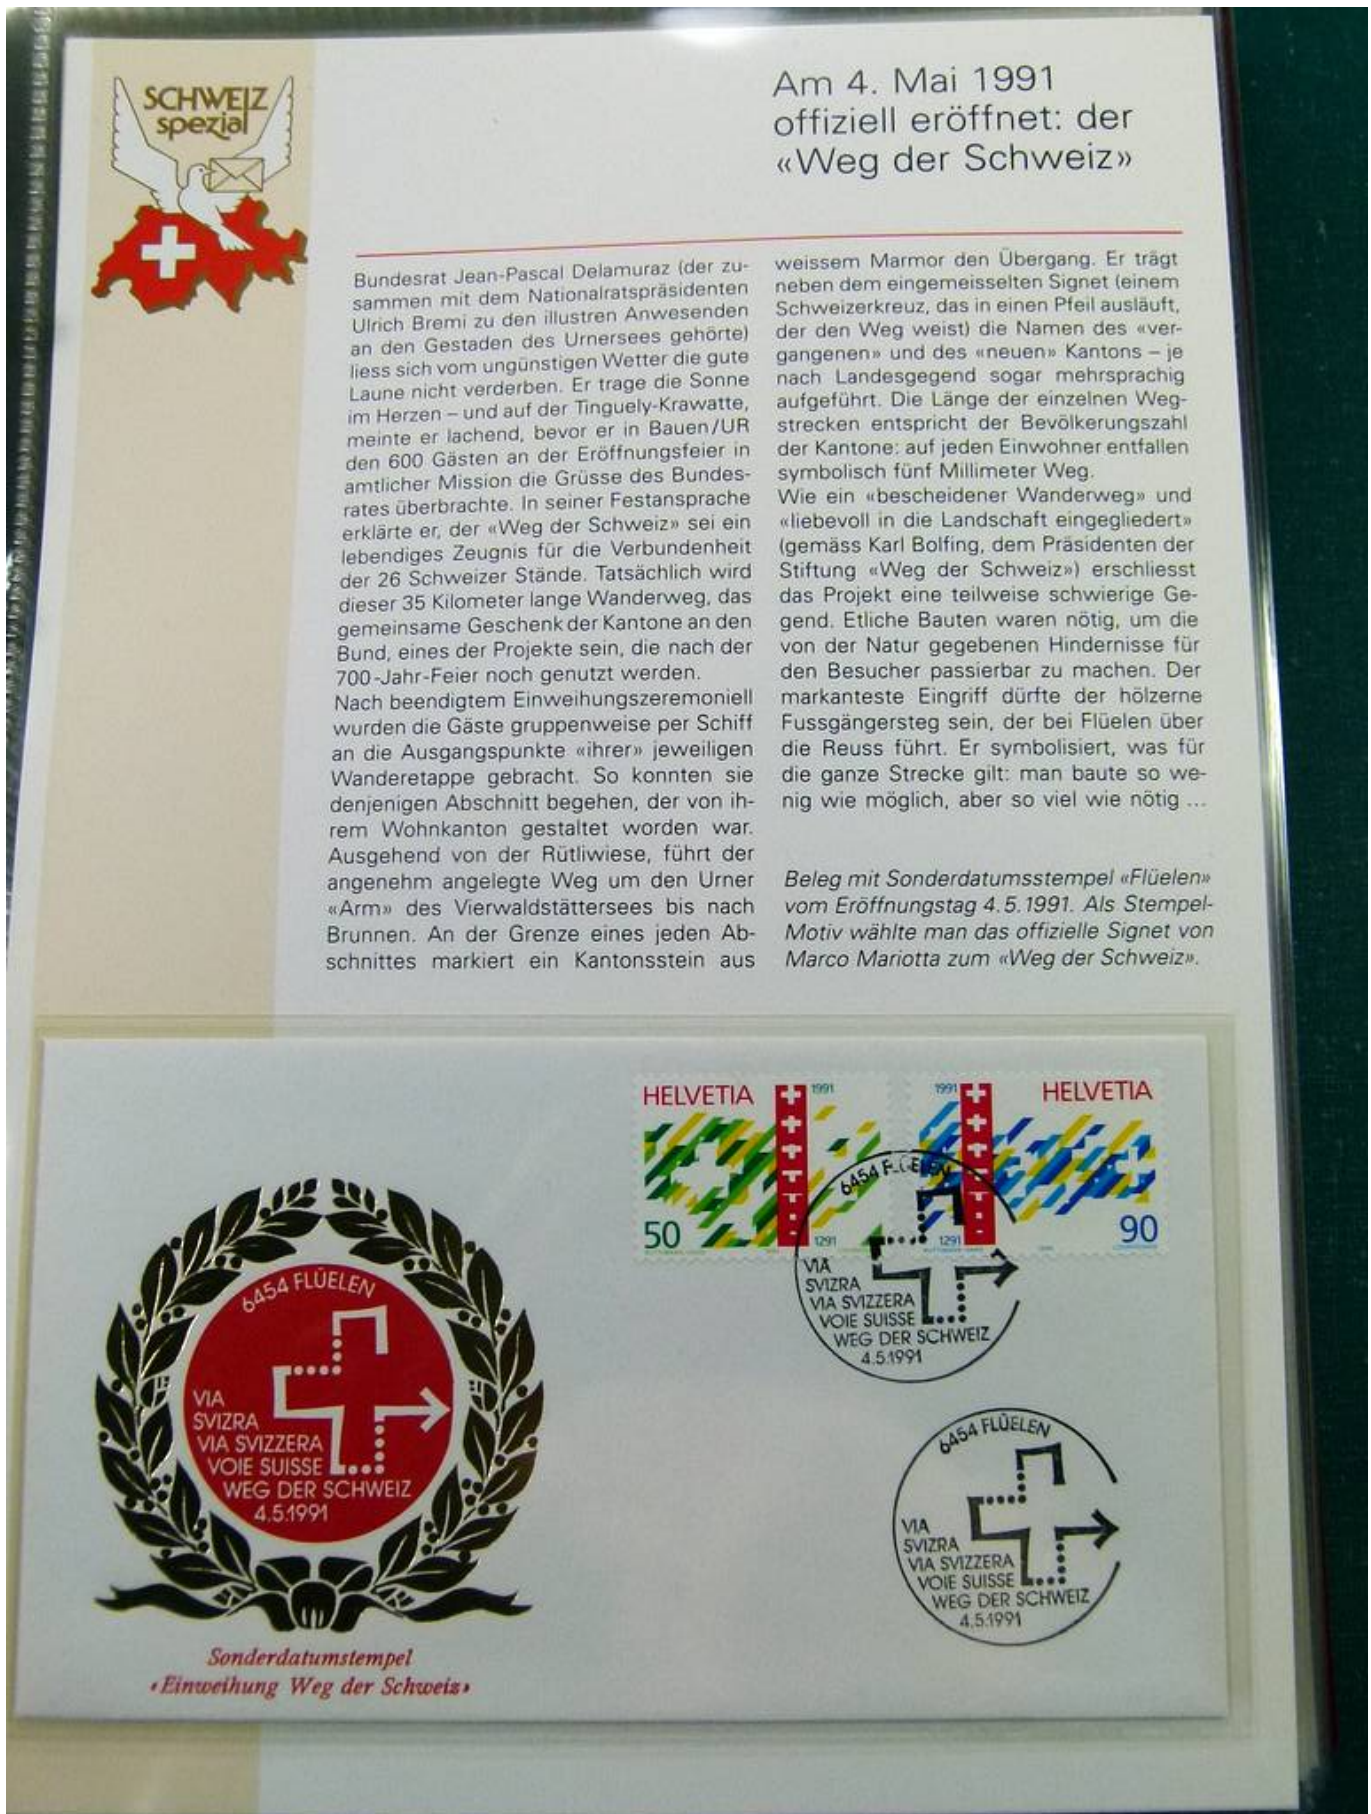 SCHWEIZ
spezial
Am 4. Mai 1991
offiziell eröffnet: der
«Weg der Schweiz»
Bundesrat Jean-Pascal Delamuraz (der zu-
sammen mit dem Nationalratspräsidenten
Ulrich Bremi zu den illustren Anwesenden
an den Gestaden des Urnersees gehörte)
liess sich vom ungünstigen Wetter die gute
Laune nicht verderben. Er trage die Sonne
im Herzen – und auf der Tinguely-Krawatte,
meinte er lachend, bevor er in Bauen/UR
den 600 Gästen an der Eröffnungsfeier in
amtlicher Mission die Grüsse des Bundes-
rates überbrachte. In seiner Festansprache
erklärte er, der «Weg der Schweiz» sei ein
lebendiges Zeugnis für die Verbundenheit
der 26 Schweizer Stände. Tatsächlich wird
dieser 35 Kilometer lange Wanderweg, das
gemeinsame Geschenk der Kantone an den
Bund, eines der Projekte sein, die nach der
700-Jahr-Feier noch genutzt werden.
Nach beendigtem Einweihungszeremoniell
wurden die Gäste gruppenweise per Schiff
an die Ausgangspunkte «ihrer» jeweiligen
Wanderetappe gebracht. So konnten sie
denjenigen Abschnitt begehen, der von ih-
rem Wohnkanton gestaltet worden war.
Ausgehend von der Rütliwiese, führt der
angenehm angelegte Weg um den Urner
«Arm» des Vierwaldstättersees bis nach
Brunnen. An der Grenze eines jeden Ab-
schnittes markiert ein Kantonsstein aus
weissem Marmor den Übergang. Er trägt
neben dem eingemeisselten Signet (einem
Schweizerkreuz, das in einen Pfeil ausläuft,
der den Weg weist) die Namen des «ver-
gangenen» und des «neuen» Kantons – je
nach Landesgegend sogar mehrsprachig
aufgeführt. Die Länge der einzelnen Weg-
strecken entspricht der Bevölkerungszahl
der Kantone: auf jeden Einwohner entfallen
symbolisch fünf Millimeter Weg.
Wie ein «bescheidener Wanderweg» und
«liebevoll in die Landschaft eingegliedert»
(gemäss Karl Bolfing, dem Präsidenten der
Stiftung «Weg der Schweiz») erschliesst
das Projekt eine teilweise schwierige Ge-
gend. Etliche Bauten waren nötig, um die
von der Natur gegebenen Hindernisse für
den Besucher passierbar zu machen. Der
markanteste Eingriff dürfte der hölzerne
Fussgängersteg sein, der bei Flüelen über
die Reuss führt. Er symbolisiert, was für
die ganze Strecke gilt: man baute so we-
nig wie möglich, aber so viel wie nötig ...
Beleg mit Sonderdatumsstempel «Flüelen»
vom Eröffnungstag 4.5.1991. Als Stempel-
Motiv wählte man das offizielle Signet von
Marco Mariotta zum «Weg der Schweiz».
HELVETIA
1991
50
1291
1991
HELVETIA
1291
90
6454 FLÜELEN
VIA
SVIZRA
VIA SVIZZERA
VOIE SUISSE
WEG DER SCHWEIZ
4.5.1991
6454 FLÜELEN
VIA
SVIZRA
VIA SVIZZERA
VOIE SUISSE
WEG DER SCHWEIZ
4.5.1991
6454 FLÜELEN
VIA
SVIZRA
VIA SVIZZERA
VOIE SUISSE
WEG DER SCHWEIZ
4.5.1991
Sonderdatumstempel
«Einweihung Weg der Schweiz»